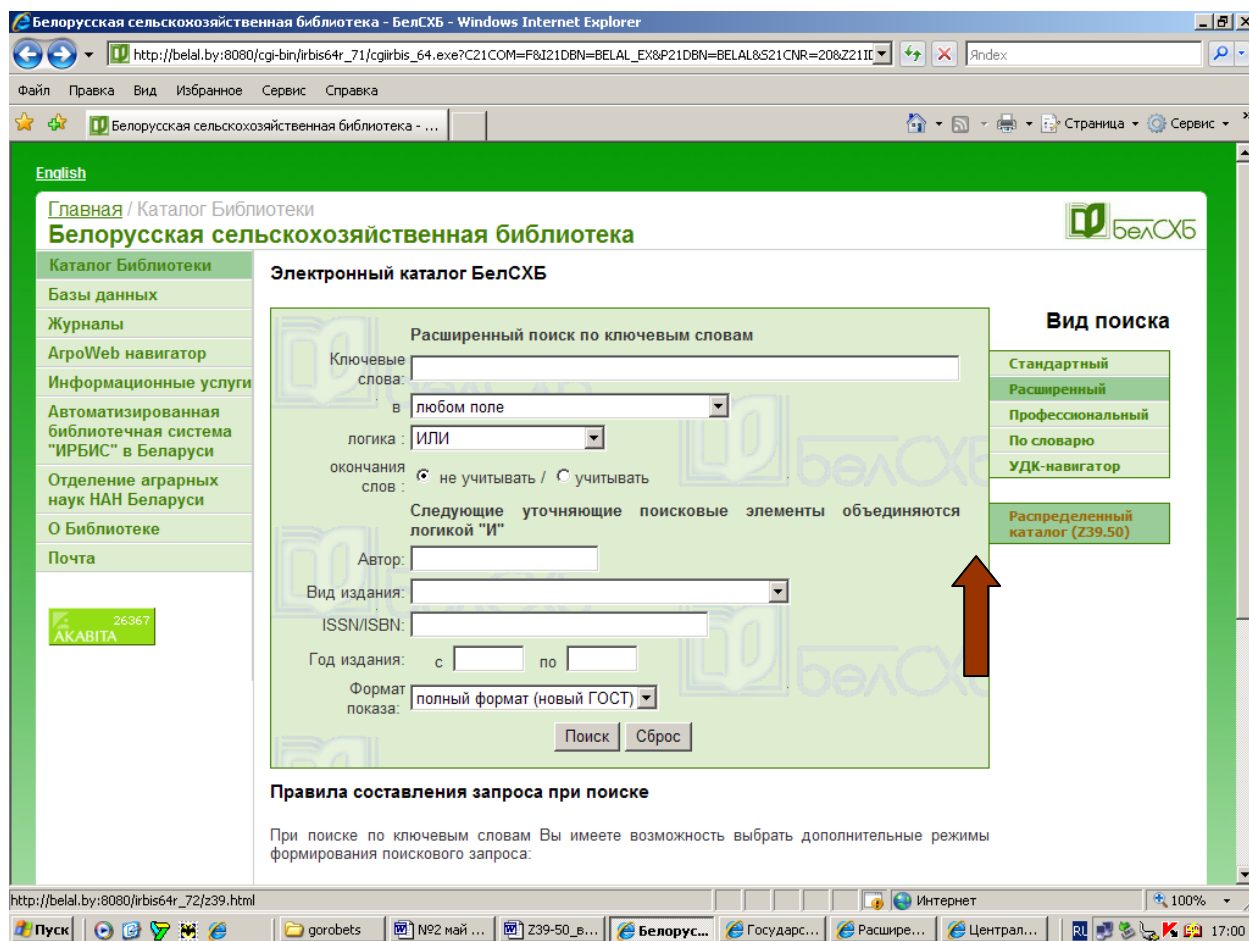 Белорусская сельскохозяйственная библиотека - БелСХБ - Windows Internet Explorer
http://belal.by:8080/cgi-bin/irbis64r_71/cgiirbis_64.exe?C21COM=F&I21DBN=BELAL_EX&P21DBN=BELAL&S21CNR=20&Z21II
Яndex
Файл Правка Вид Избранное Сервис Справка
Белорусская сельскохозяйственная библиотека - ...
Страница Сервис
English
Главная / Каталог Библиотеки
Белорусская сельскохозяйственная библиотека
БелСХБ
Каталог Библиотеки
Базы данных
Журналы
АгроWeb навигатор
Информационные услуги
Автоматизированная
библиотечная система
"ИРБИС" в Беларуси
Отделение аграрных
наук НАН Беларуси
О Библиотеке
Почта
26367
АКАВІТА
Электронный каталог БелСХБ
Расширенный поиск по ключевым словам
Ключевые
слова:
в любом поле
логика : ИЛИ
окончания
слов :
не учитывать / учитывать
Следующие уточняющие поисковые элементы объединяются
логикой "И"
Автор:
Вид издания:
ISSN/ISBN:
Год издания: с по
Формат
показа:
полный формат (новый ГОСТ)
Поиск Сброс
Правила составления запроса при поиске
При поиске по ключевым словам Вы имеете возможность выбрать дополнительные режимы
формирования поискового запроса:
Вид поиска
Стандартный
Расширенный
Профессиональный
По словарю
УДК-навигатор
Распределенный
каталог (Z39.50)
http://belal.by:8080/irbis64r_72/z39.html
Интернет
100%
Пуск
gorobets
№2 май ...
Z39-50_в...
Белорус...
Государс...
Расшире...
Централ...
RU
17:00